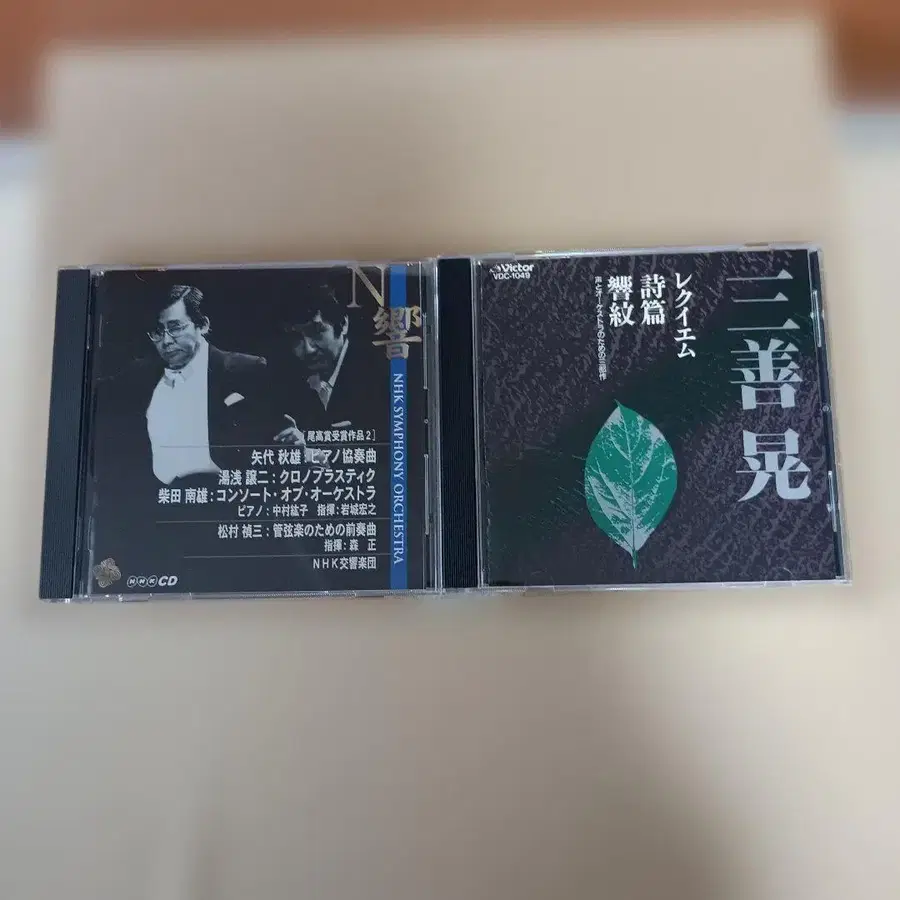 N響
NHK SYMPHONY ORCHESTRA
[尾高賞受賞作品2]
矢代 秋雄:ピアノ協奏曲
湯浅 譲二:クロノプラスティク
柴田 南雄:コンソート・オブ・オーケストラ
ピアノ:中村紘子 指揮:岩城宏之
松村 禎三:管弦楽のための前奏曲
指揮:森 正
NHK交響楽団
NHK CD
Victor
VDC-1049
三善 晃
レクイエム
詩篇
響紋
声とオーケストラのための三部作